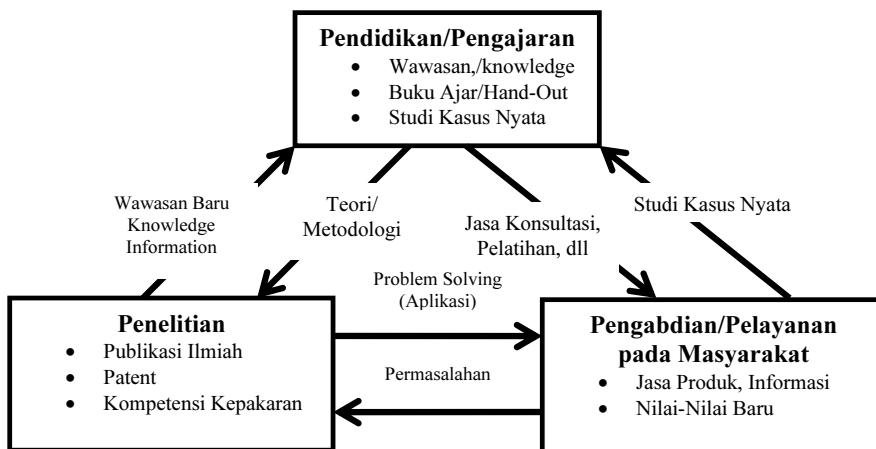 Pendidikan/Pengajaran
• Wawasan,/knowledge
• Buku Ajar/Hand-Out
• Studi Kasus Nyata
Wawasan Baru
Knowledge
Information
Teori/
Metodologi
Jasa Konsultasi,
Pelatihan, dll
Studi Kasus Nyata
Problem Solving
(Aplikasi)
Permasalahan
Penelitian
• Publikasi Ilmiah
• Patent
• Kompetensi Kepakaran
Pengabdian/Pelayanan
pada Masyarakat
• Jasa Produk, Informasi
• Nilai-Nilai Baru